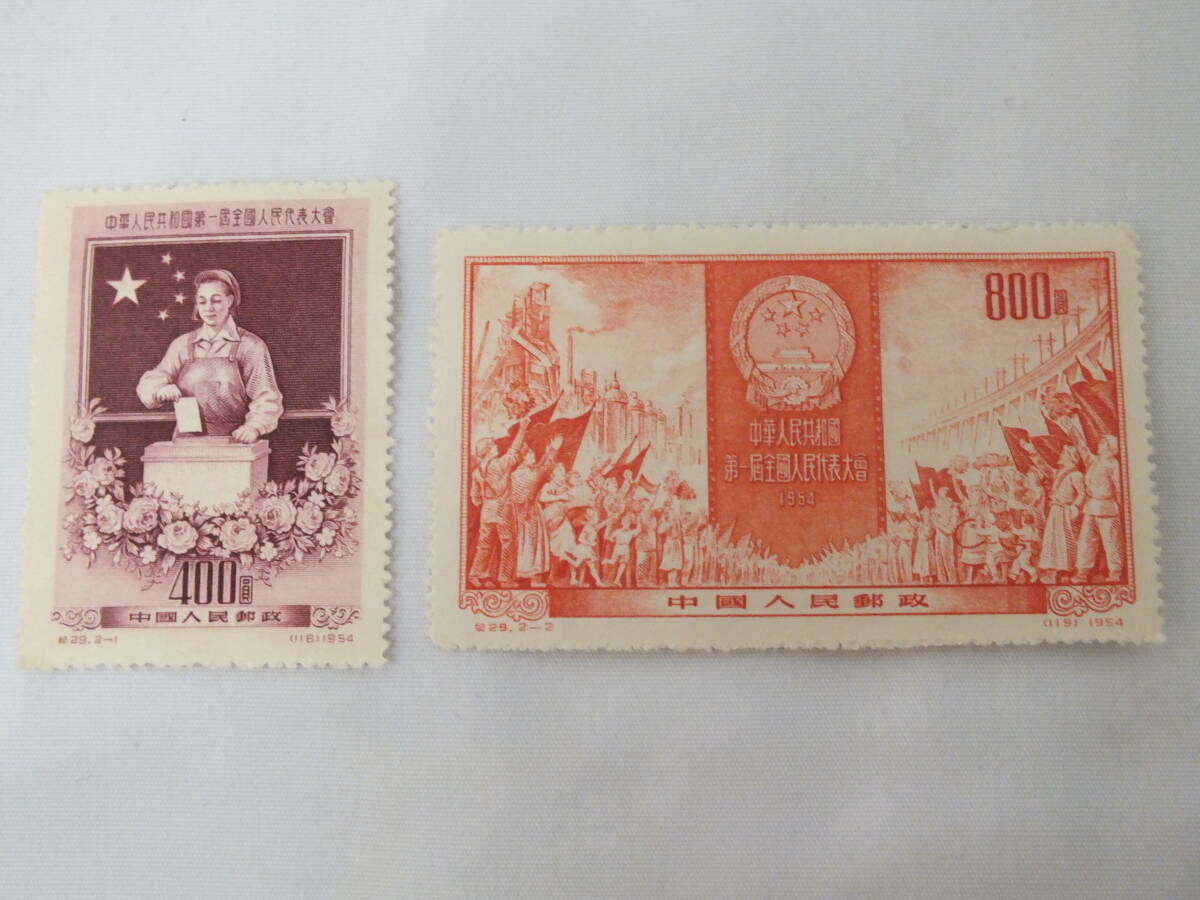 中華人民共和國第一屆全國人民代表大會
400圓
中國人民郵政
紀29.2-1
(118)1954
800圓
中華人民共和國
第一屆全國人民代表大會
1954
中國人民郵政
紀29.2-2
(119)1954